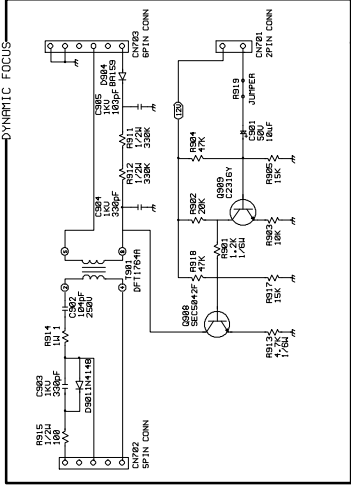 DYNAMIC FOCUS
CN703
6PIN CONN
D904
BA159
C905
1KV
103pF
R911
1/2W
330K
R912
1/2W
330K
C904
1KV
330pF
T901
DFT1764A
C902
104pF
250V
R914
1W 1
C903
1KV
330pF
D901 1N4148
R915
1/2W
100
CN702
5PIN CONN
CN701
2PIN CONN
R919
JUMPER
12V
C901
50V
10uF
R904
47K
R905
15K
Q909
C2316Y
R902
20K
R903
10K
R901
1.2K
1/6W
R918
47K
R917
15K
Q908
SEC5042F
R913
4.7K
1/6W